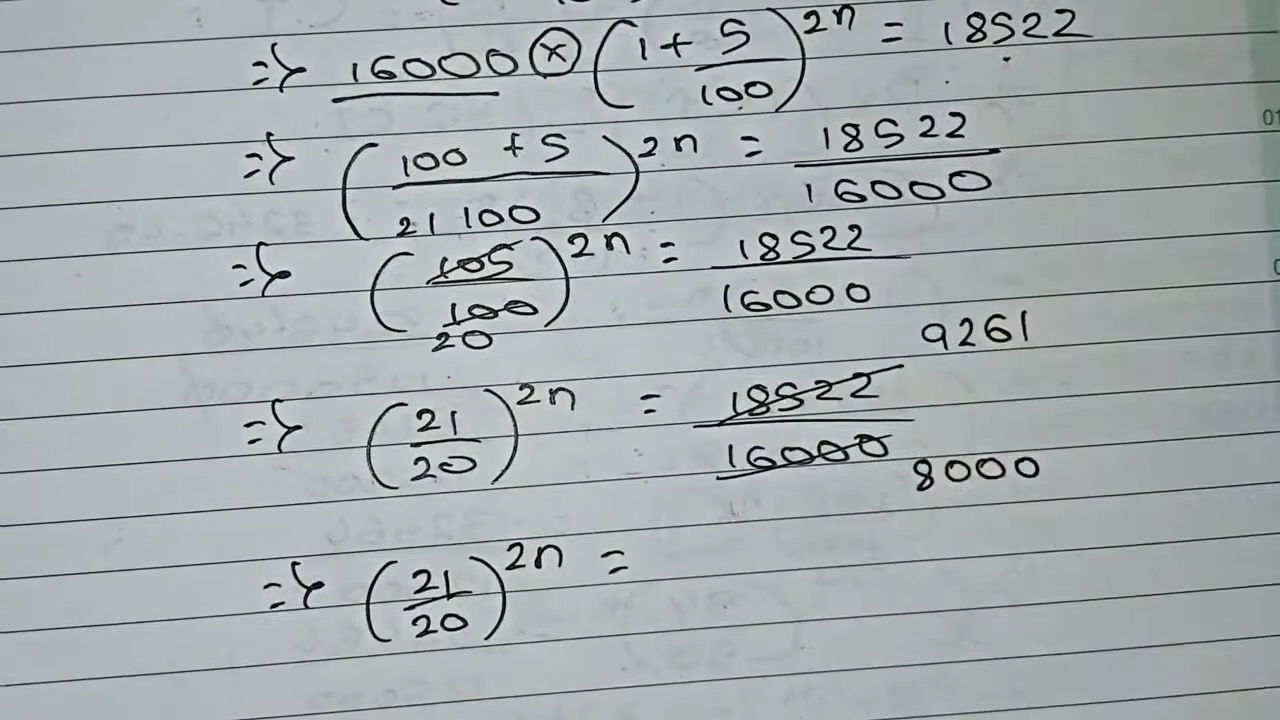 => 16000 × (1 + 5/100)^2n = 18522
=> (100 + 5/100)^2n = 18522/16000
21
=> (105/100)^2n = 18522/16000
20
9261
=> (21/20)^2n = 18522/16000
8000
=> (21/20)^2n =